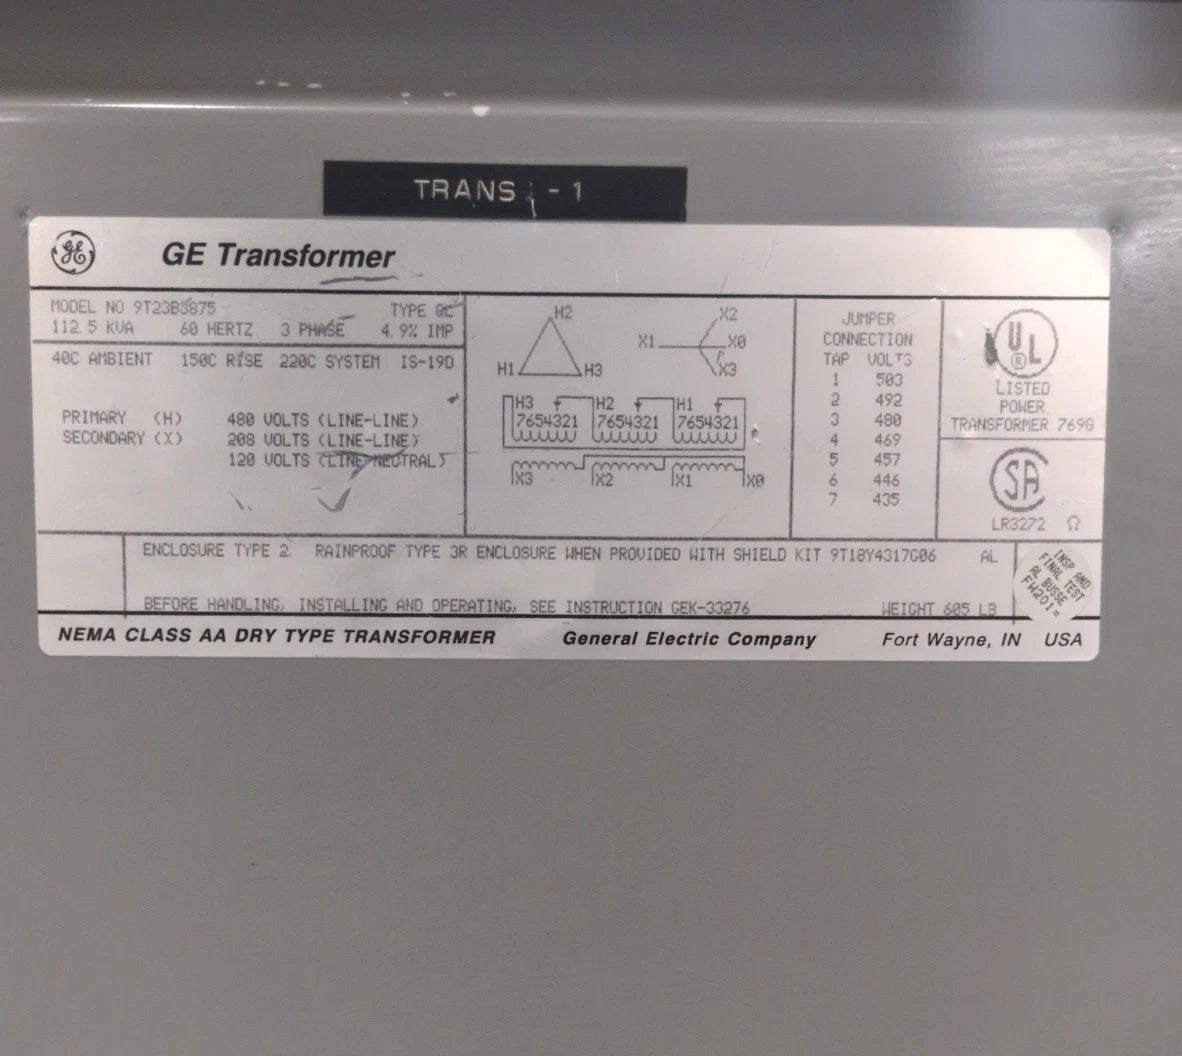 TRANS. - 1
GE
GE Transformer
MODEL NO 9T23B3875 TYPE QL
112.5 KVA 60 HERTZ 3 PHASE 4.9% IMP
40C AMBIENT 150C RISE 220C SYSTEM IS-19D
PRIMARY (H) 480 VOLTS (LINE-LINE)
SECONDARY (X) 208 VOLTS (LINE-LINE)
120 VOLTS (LINE-NEUTRAL)
H2
H1 H3
X2
X1 X0
X3
H3 H2 H1
7654321 7654321 7654321
X3 X2 X1 X0
JUMPER
CONNECTION
TAP VOLTS
1 503
2 492
3 480
4 469
5 457
6 446
7 435
UL
®
LISTED
POWER
TRANSFORMER 769G
SA
LR3272 Ω
ENCLOSURE TYPE 2. RAINPROOF TYPE 3R ENCLOSURE WHEN PROVIDED WITH SHIELD KIT 9T18Y4317G06 AL
BEFORE HANDLING, INSTALLING AND OPERATING, SEE INSTRUCTION GEK-33276 WEIGHT 605 LB
INSP AND
FINAL TEST
AL BUSSE
FW201=
NEMA CLASS AA DRY TYPE TRANSFORMER General Electric Company Fort Wayne, IN USA